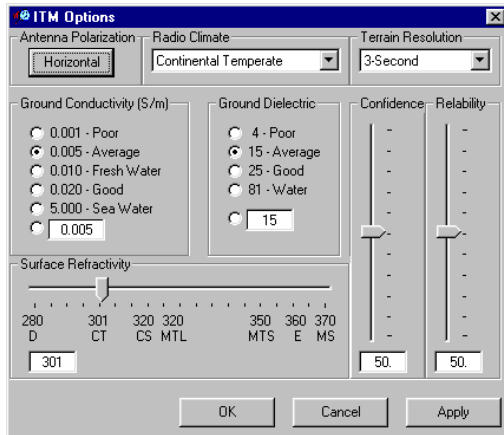 ITM Options
Antenna Polarization
Horizontal
Radio Climate
Continental Temperate
Terrain Resolution
3-Second
Ground Conductivity (S/m)
0.001 - Poor
0.005 - Average
0.010 - Fresh Water
0.020 - Good
5.000 - Sea Water
0.005
Ground Dielectric
4 - Poor
15 - Average
25 - Good
81 - Water
15
Confidence
50.
Relability
50.
Surface Refractivity
280 301 320 320 350 360 370
D CT CS MTL MTS E MS
301
OK Cancel Apply